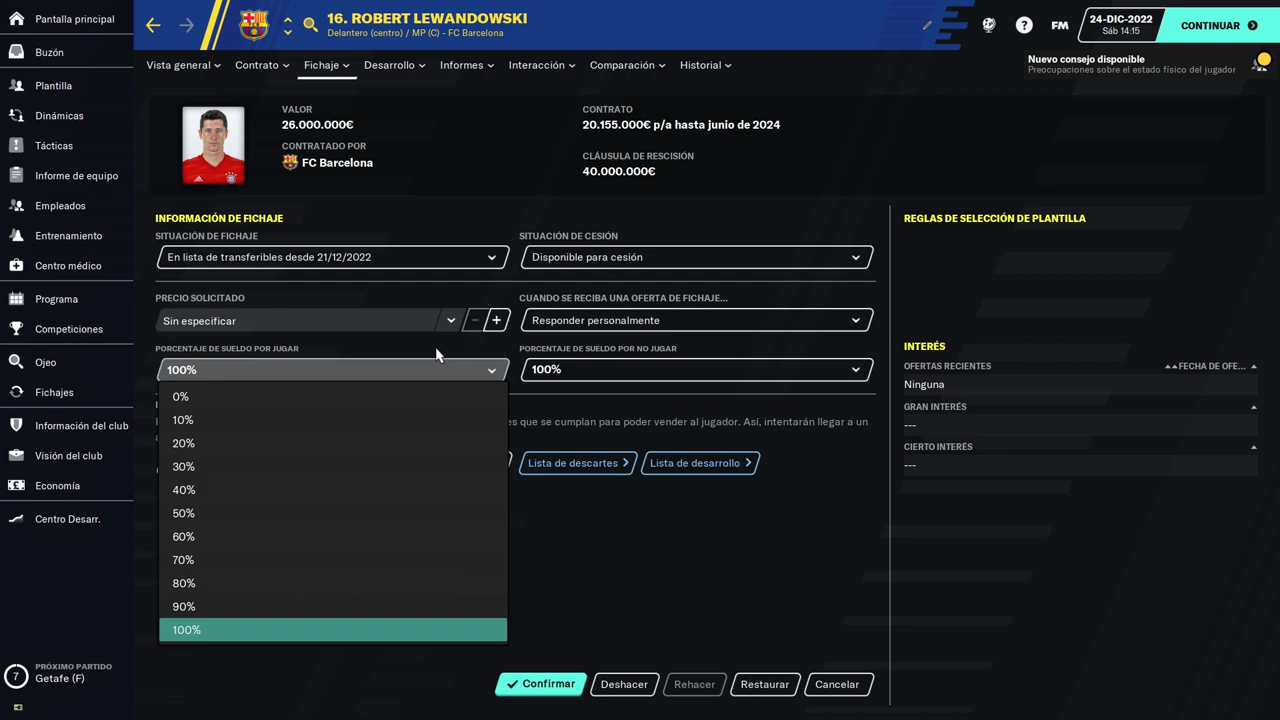 Pantalla principal
Buzón
Plantilla
Dinámicas
Tácticas
Informe de equipo
Empleados
Entrenamiento
Centro médico
Programa
Competiciones
Ojeo
Fichajes
Información del club
Visión del club
Economía
Centro Desarr.
7
PRÓXIMO PARTIDO
Getafe (F)
16. ROBERT LEWANDOWSKI
Delantero (centro) / MP (C) - FC Barcelona
FM
24-DIC-2022
Sáb 14:15
CONTINUAR
Vista general
Contrato
Fichaje
Desarrollo
Informes
Interacción
Comparación
Historial
Nuevo consejo disponible
Preocupaciones sobre el estado físico del jugador
VALOR
26.000.000€
CONTRATADO POR
FC Barcelona
CONTRATO
20.155.000€ p/a hasta junio de 2024
CLÁUSULA DE RESCISIÓN
40.000.000€
INFORMACIÓN DE FICHAJE
SITUACIÓN DE FICHAJE
En lista de transferibles desde 21/12/2022
SITUACIÓN DE CESIÓN
Disponible para cesión
PRECIO SOLICITADO
Sin especificar
CUANDO SE RECIBA UNA OFERTA DE FICHAJE...
Responder personalmente
PORCENTAJE DE SUELDO POR JUGAR
100%
PORCENTAJE DE SUELDO POR NO JUGAR
100%
0%
10%
20%
30%
40%
50%
60%
70%
80%
90%
100%
es que se cumplan para poder vender al jugador. Así, intentarán llegar a un
Lista de descartes
Lista de desarrollo
Confirmar
Deshacer
Rehacer
Restaurar
Cancelar
REGLAS DE SELECCIÓN DE PLANTILLA
INTERÉS
OFERTAS RECIENTES
FECHA DE OFE...
Ninguna
GRAN INTERÉS
---
CIERTO INTERÉS
---